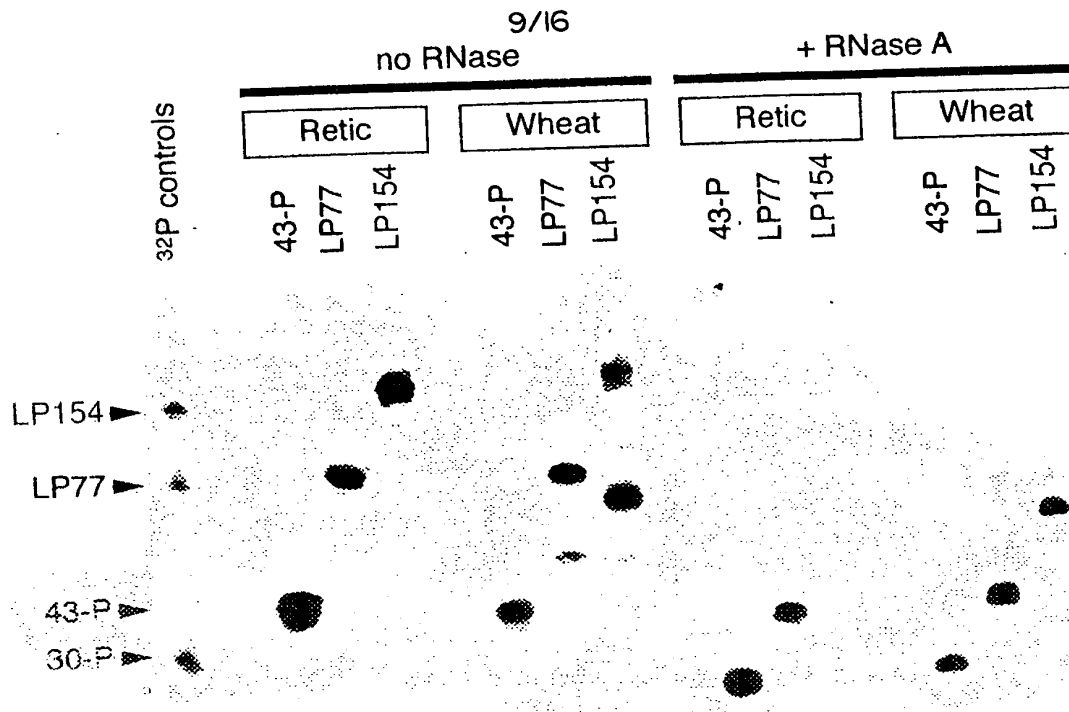 9/16
no RNase
+ RNase A
Retic
Wheat
Retic
Wheat
32P controls
43-P
LP77
LP154
43-P
LP77
LP154
43-P
LP77
LP154
43-P
LP77
LP154
LP154
LP77
43-P
30-P